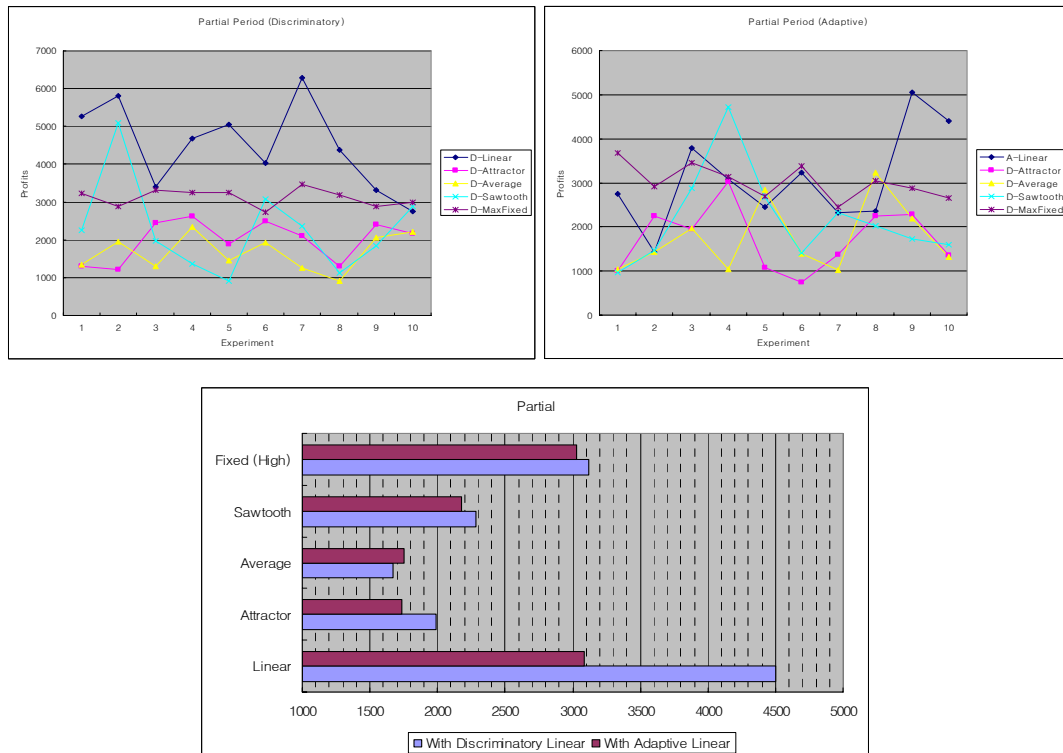 Partial Period (Discriminatory)
7000
6000
5000
4000
3000
2000
1000
0
Profits
1 2 3 4 5 6 7 8 9 10
Experiment
D-Linear
D-Attractor
D-Average
D-Sawtooth
D-MaxFixed
Partial Period (Adaptive)
6000
5000
4000
3000
2000
1000
0
Profits
1 2 3 4 5 6 7 8 9 10
Experiment
A-Linear
D-Attractor
D-Average
D-Sawtooth
D-MaxFixed
Partial
Fixed (High)
Sawtooth
Average
Attractor
Linear
1000 1500 2000 2500 3000 3500 4000 4500 5000
With Discriminatory Linear With Adaptive Linear